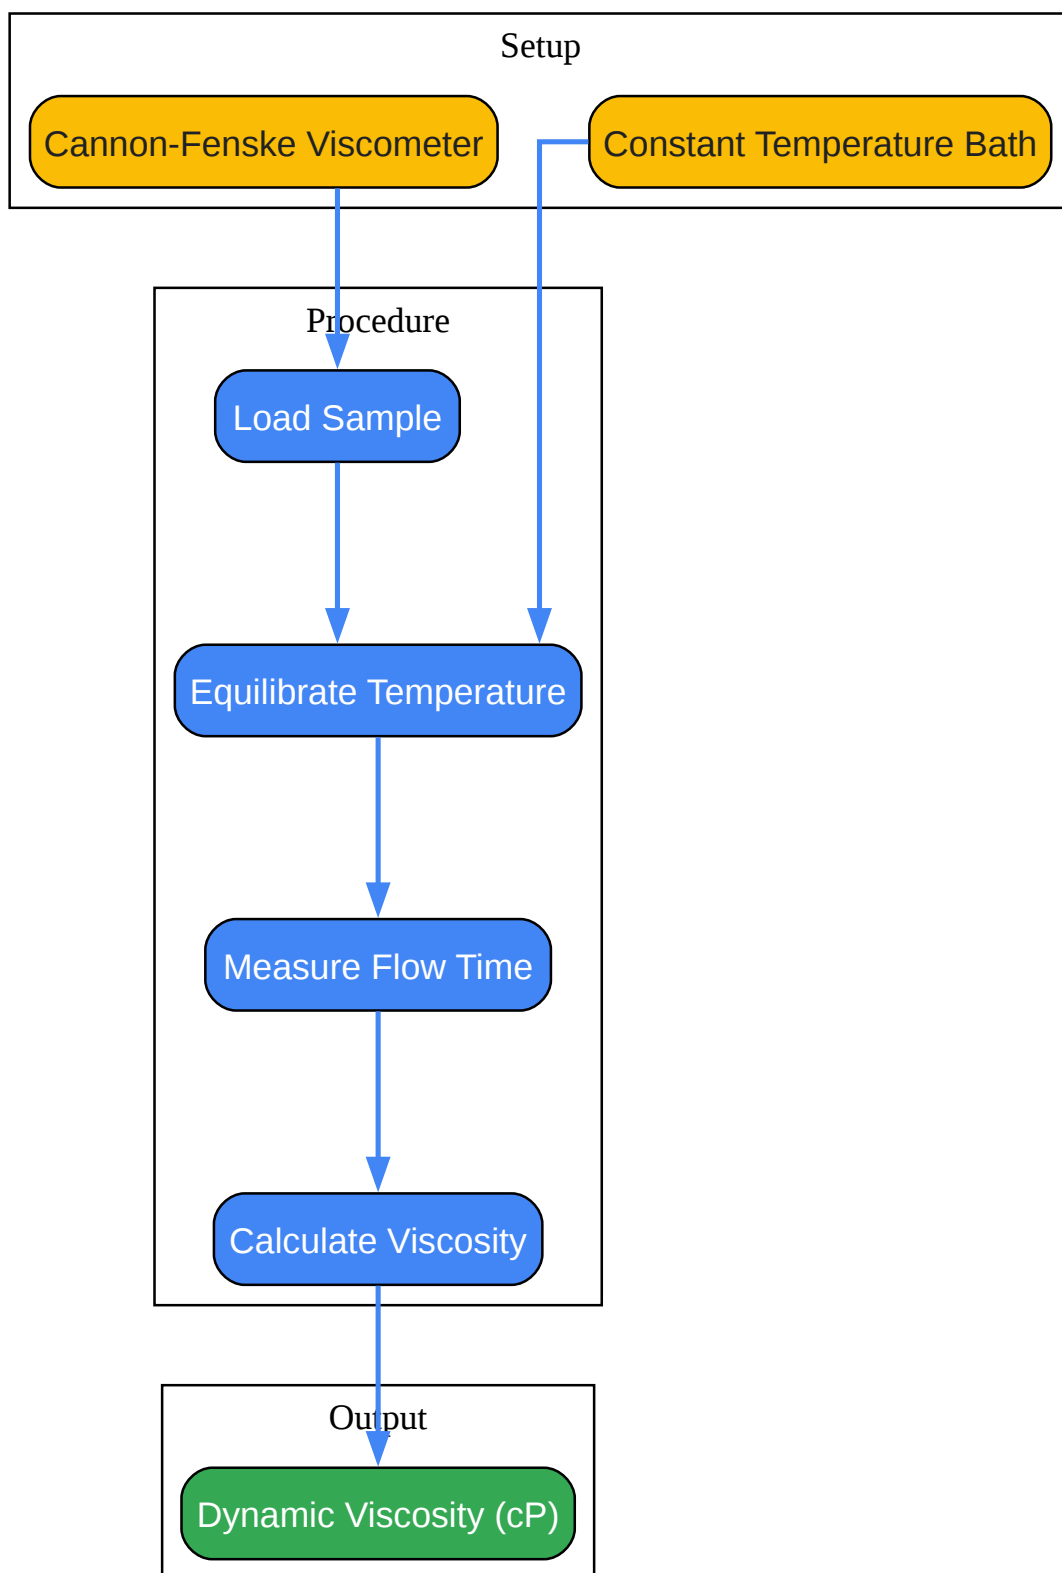 Setup
Cannon-Fenske Viscometer
Constant Temperature Bath
Procedure
Load Sample
Equilibrate Temperature
Measure Flow Time
Calculate Viscosity
Output
Dynamic Viscosity (cP)